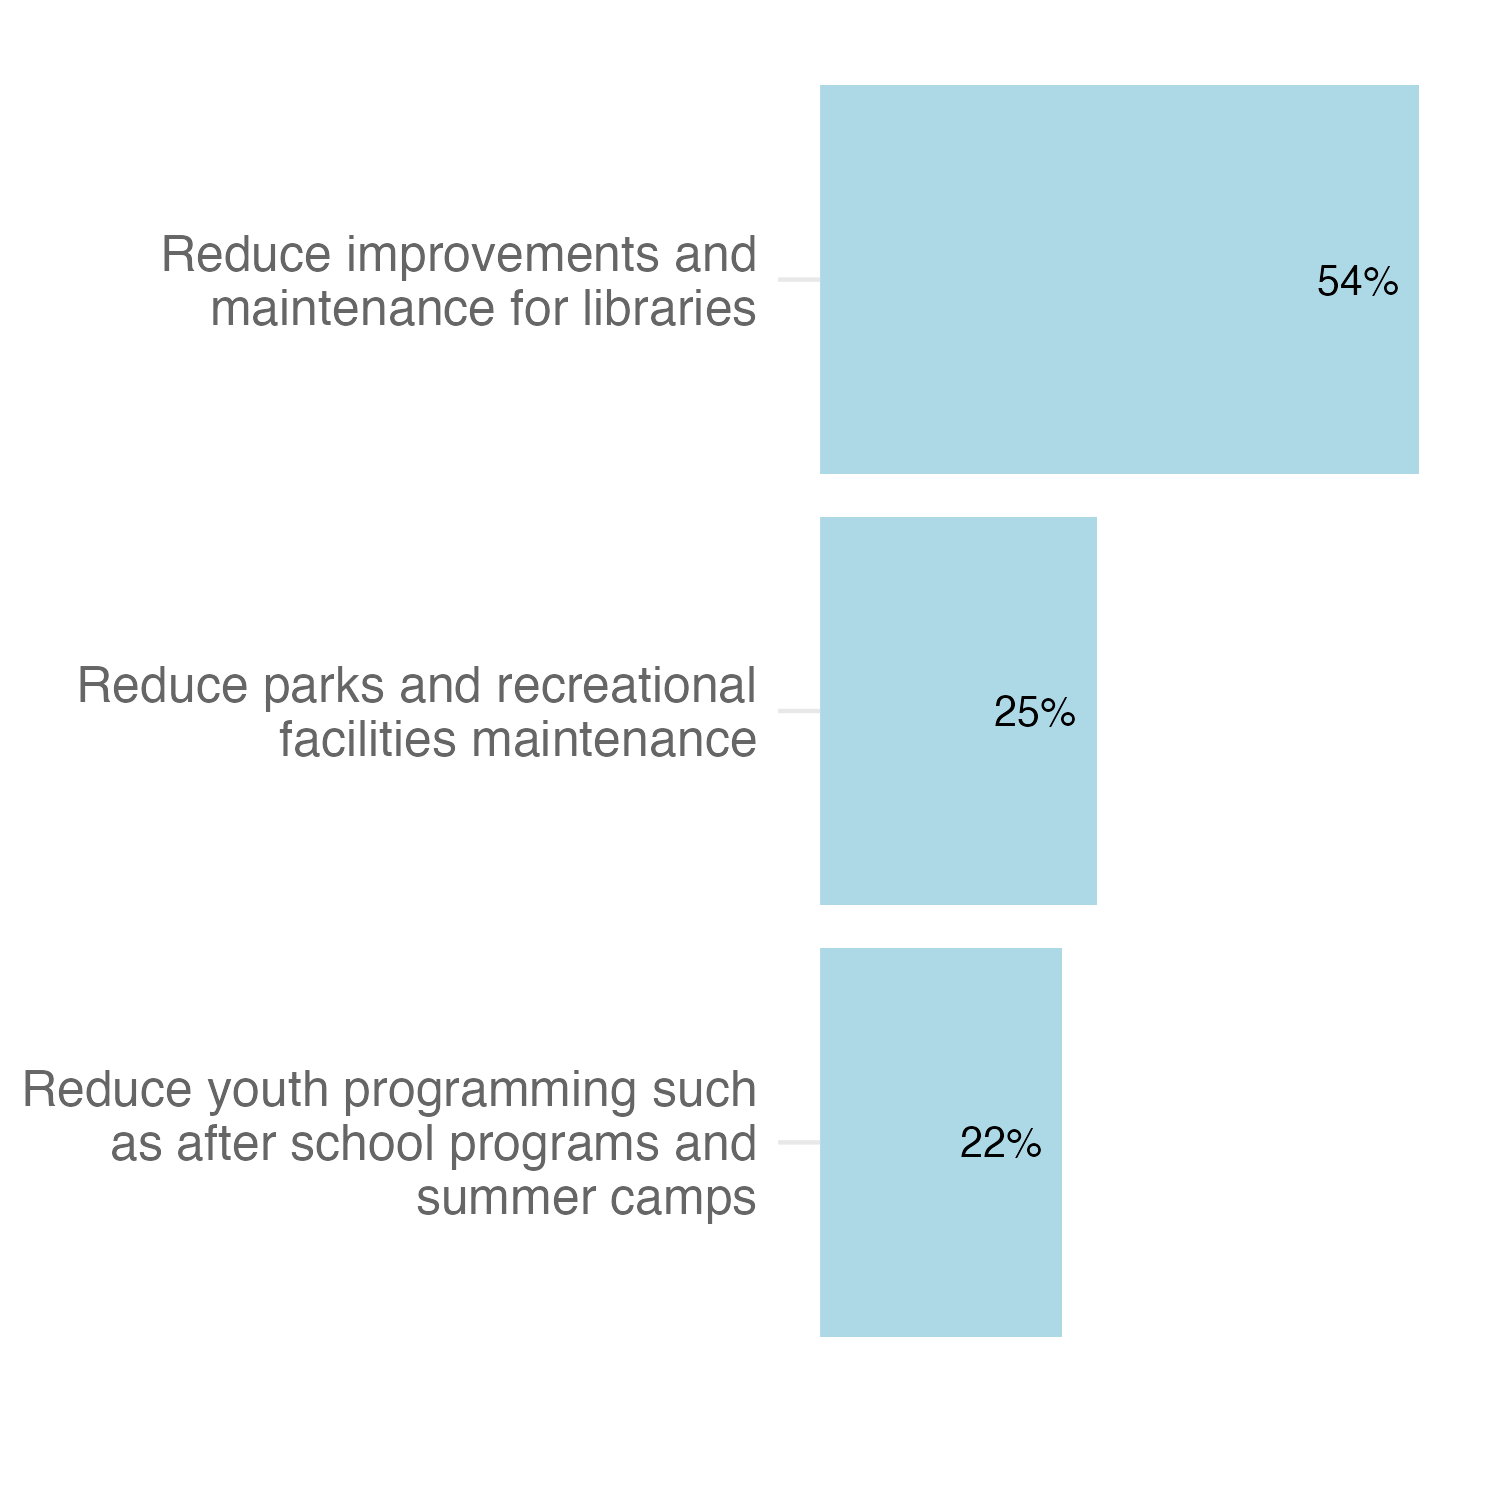 Reduce improvements and
maintenance for libraries
54%
Reduce parks and recreational
facilities maintenance
25%
Reduce youth programming such
as after school programs and
summer camps
22%